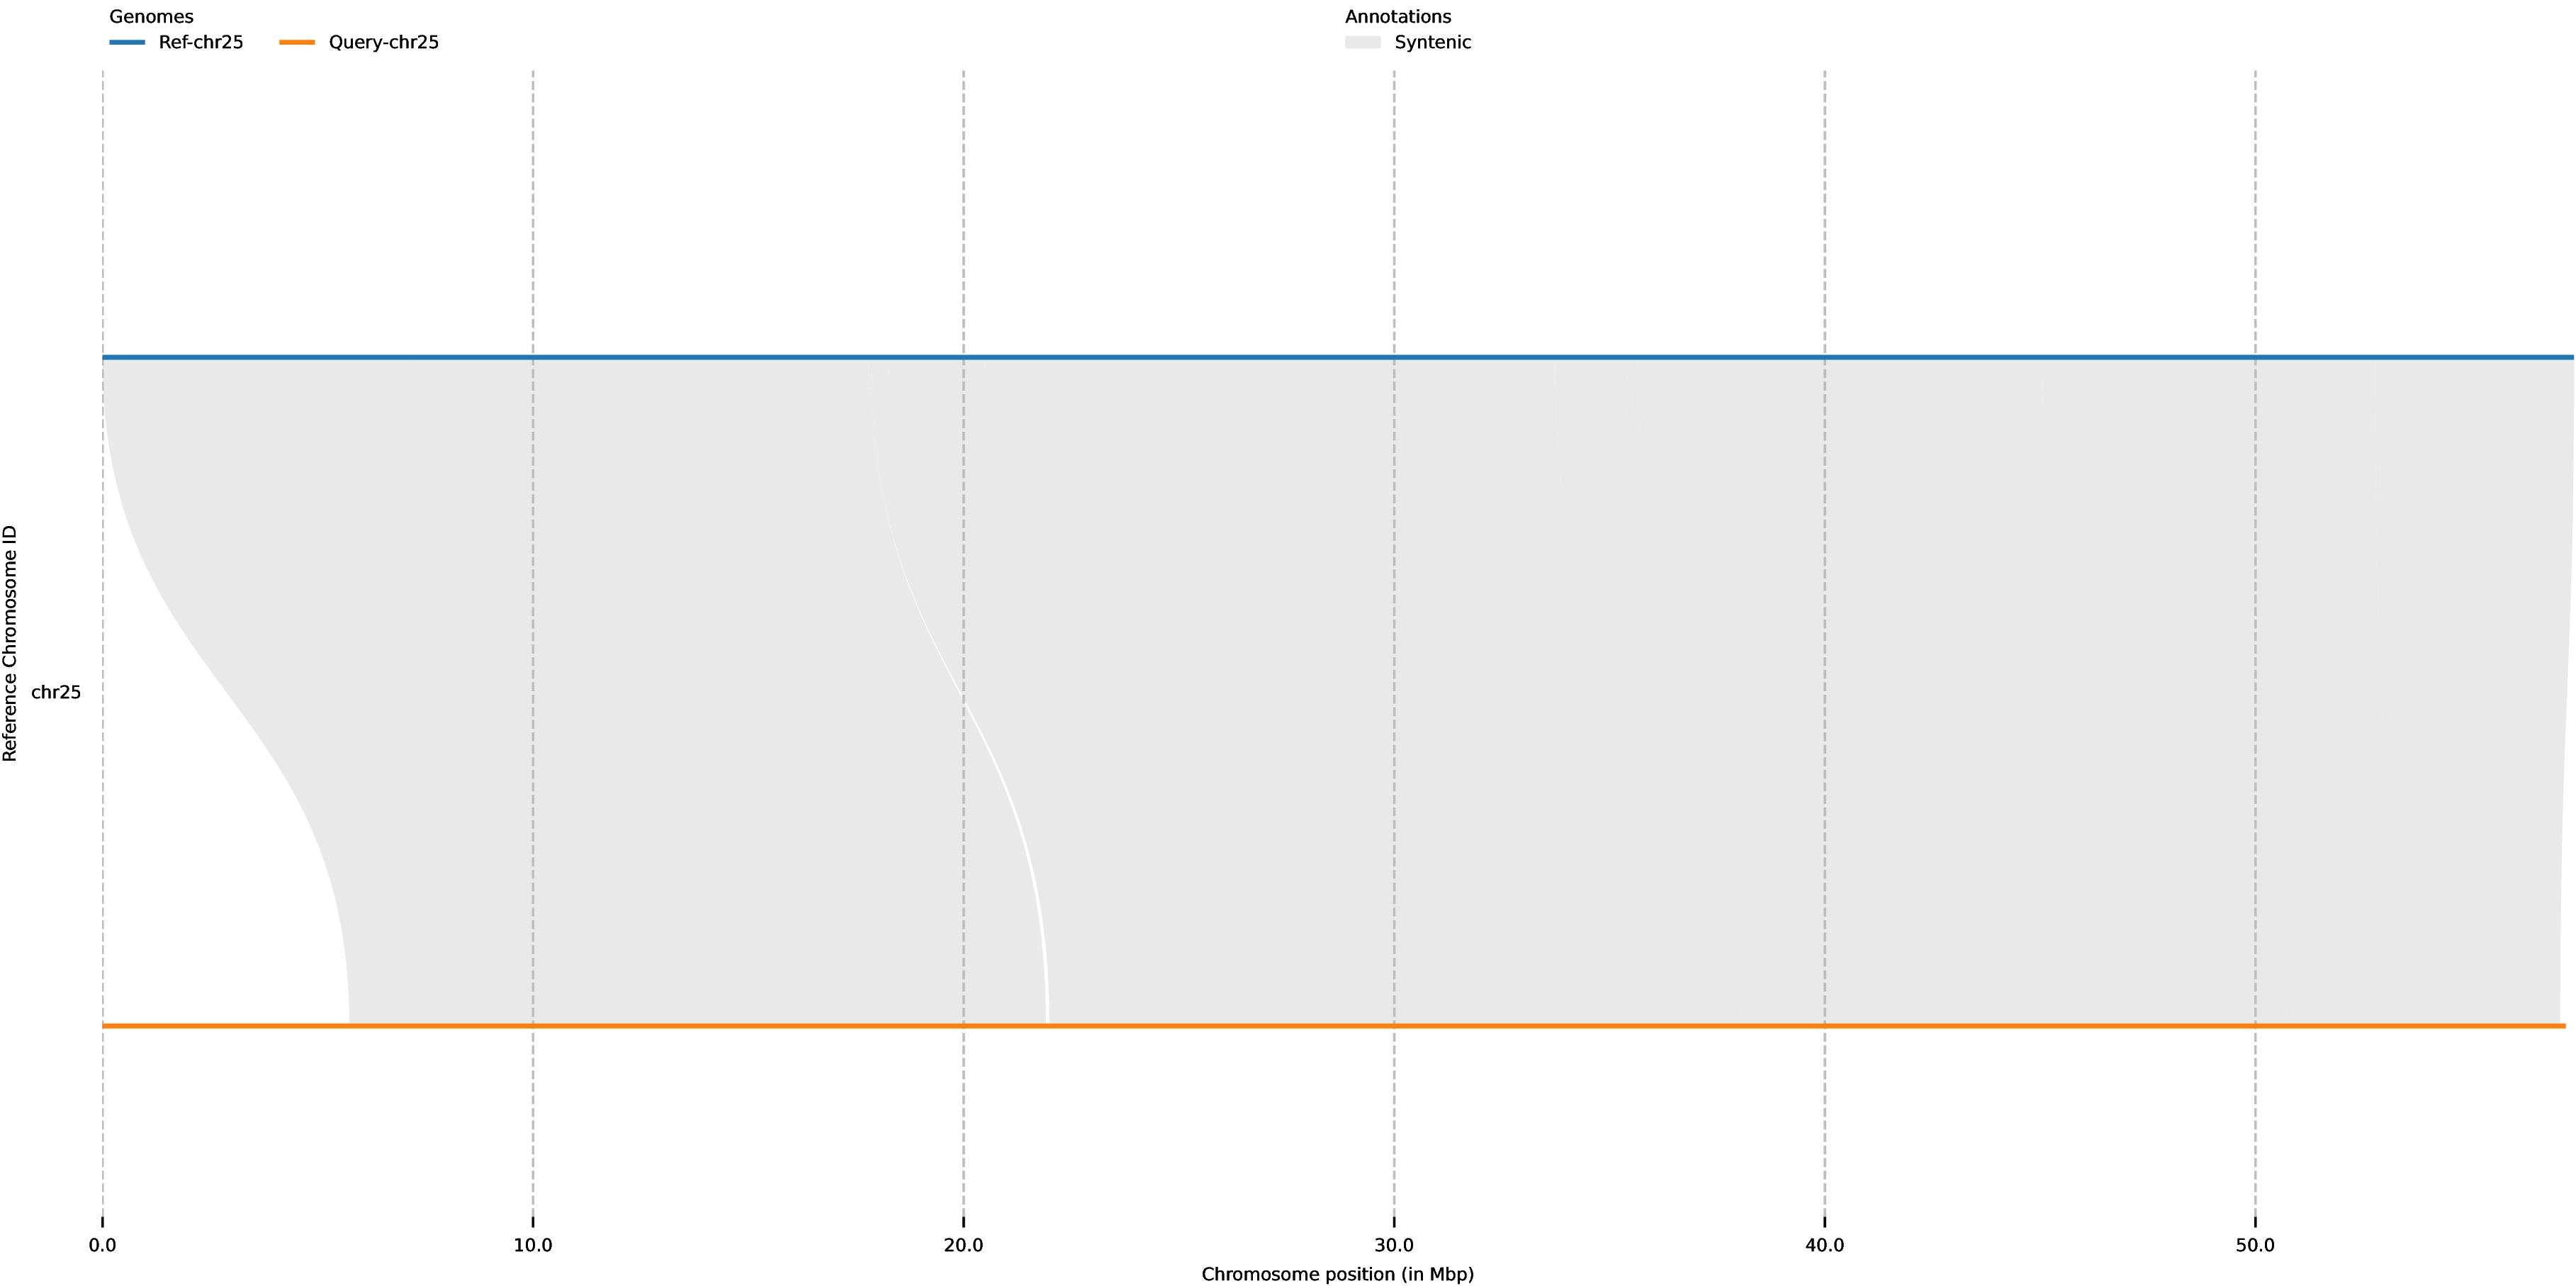 Genomes
Ref-chr25 Query-chr25
Annotations
Syntenic
Reference Chromosome ID
chr25
0.0 10.0 20.0 30.0 40.0 50.0
Chromosome position (in Mbp)